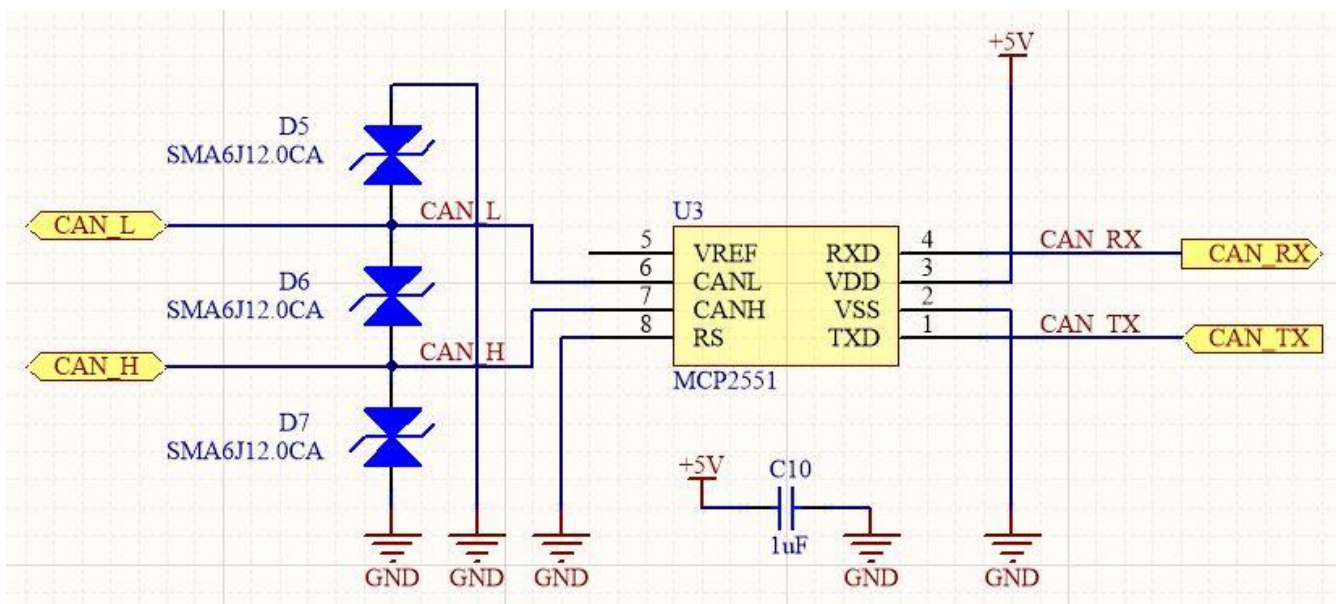 +5V
D5
SMA6J12.0CA
CAN_L
CAN_L
U3
5
VREF
RXD
4
CAN_RX
CAN_RX
6
CANL
VDD
3
D6
SMA6J12.0CA
7
CANH
VSS
2
8
RS
TXD
1
CAN_TX
CAN_TX
CAN_H
CAN_H
MCP2551
D7
SMA6J12.0CA
+5V
C10
1uF
GND
GND
GND
GND
GND